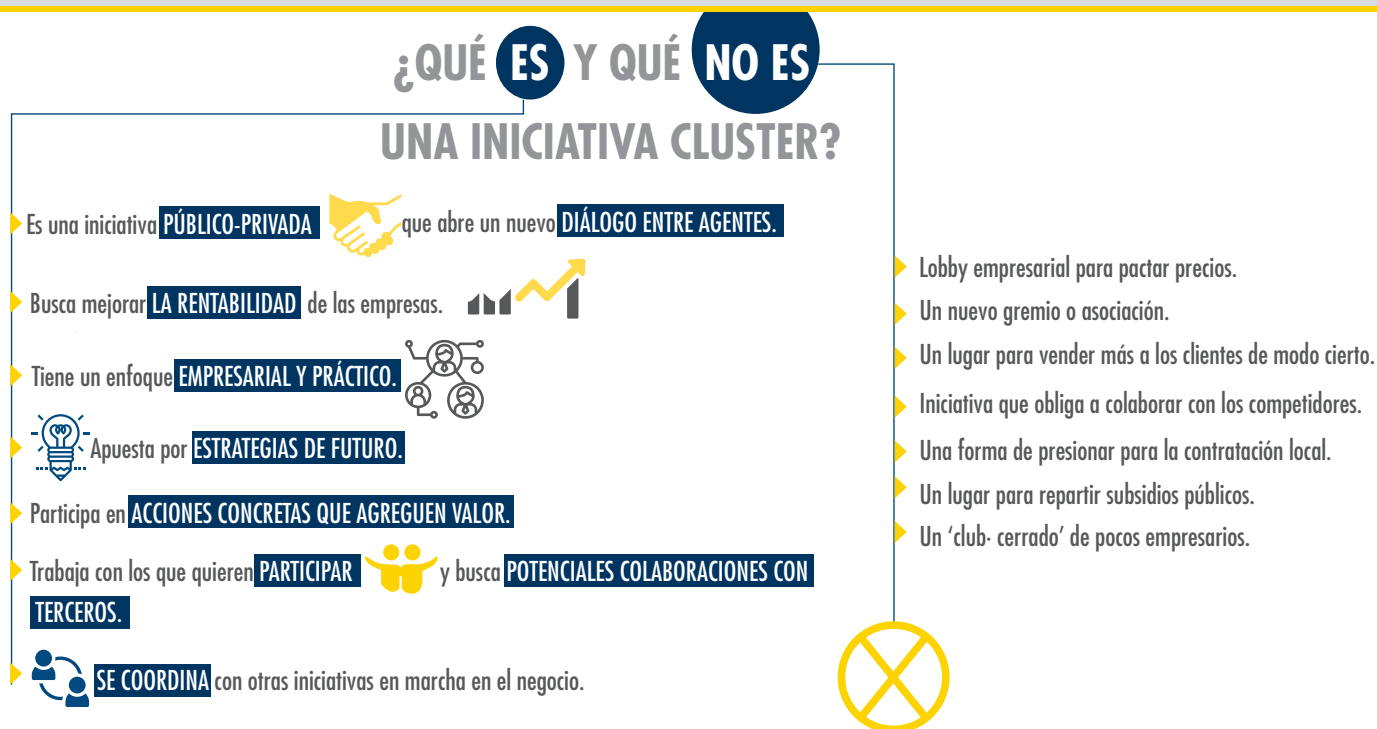 ¿QUÉ ES Y QUÉ NO ES
UNA INICIATIVA CLUSTER?
Es una iniciativa PÚBLICO-PRIVADA que abre un nuevo DIÁLOGO ENTRE AGENTES.
Busca mejorar LA RENTABILIDAD de las empresas.
Tiene un enfoque EMPRESARIAL Y PRÁCTICO.
Apuesta por ESTRATEGIAS DE FUTURO.
Participa en ACCIONES CONCRETAS QUE AGREGUEN VALOR.
Trabaja con los que quieren PARTICIPAR y busca POTENCIALES COLABORACIONES CON
TERCEROS.
SE COORDINA con otras iniciativas en marcha en el negocio.
Lobby empresarial para pactar precios.
Un nuevo gremio o asociación.
Un lugar para vender más a los clientes de modo cierto.
Iniciativa que obliga a colaborar con los competidores.
Una forma de presionar para la contratación local.
Un lugar para repartir subsidios públicos.
Un ‘club· cerrado’ de pocos empresarios.